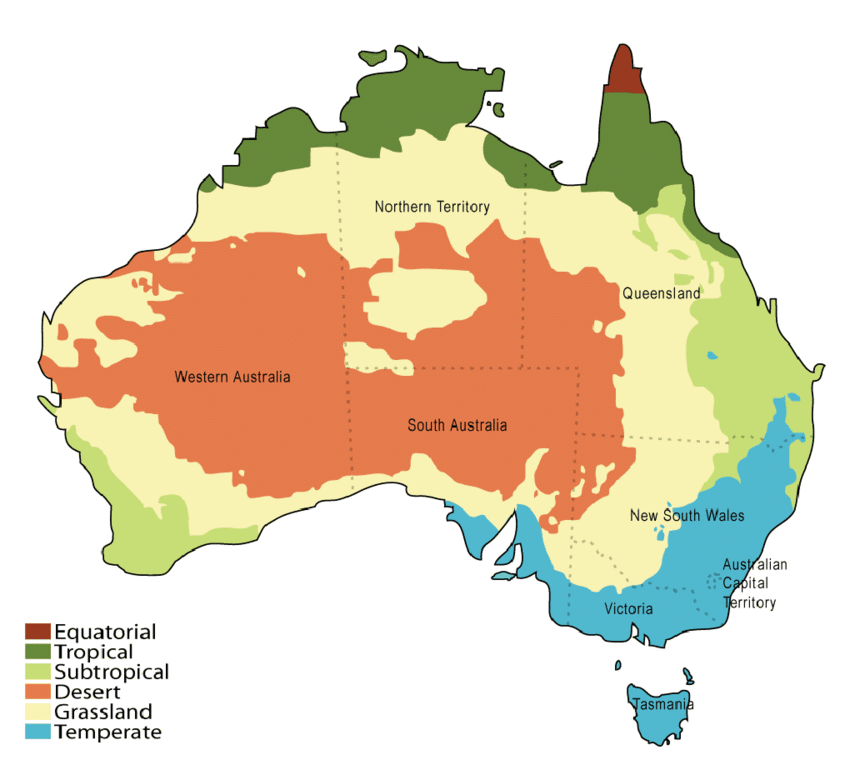 Northern Territory
Queensland
Western Australia
South Australia
New South Wales
Australian
Capital
Territory
Victoria
Tasmania
Equatorial
Tropical
Subtropical
Desert
Grassland
Temperate